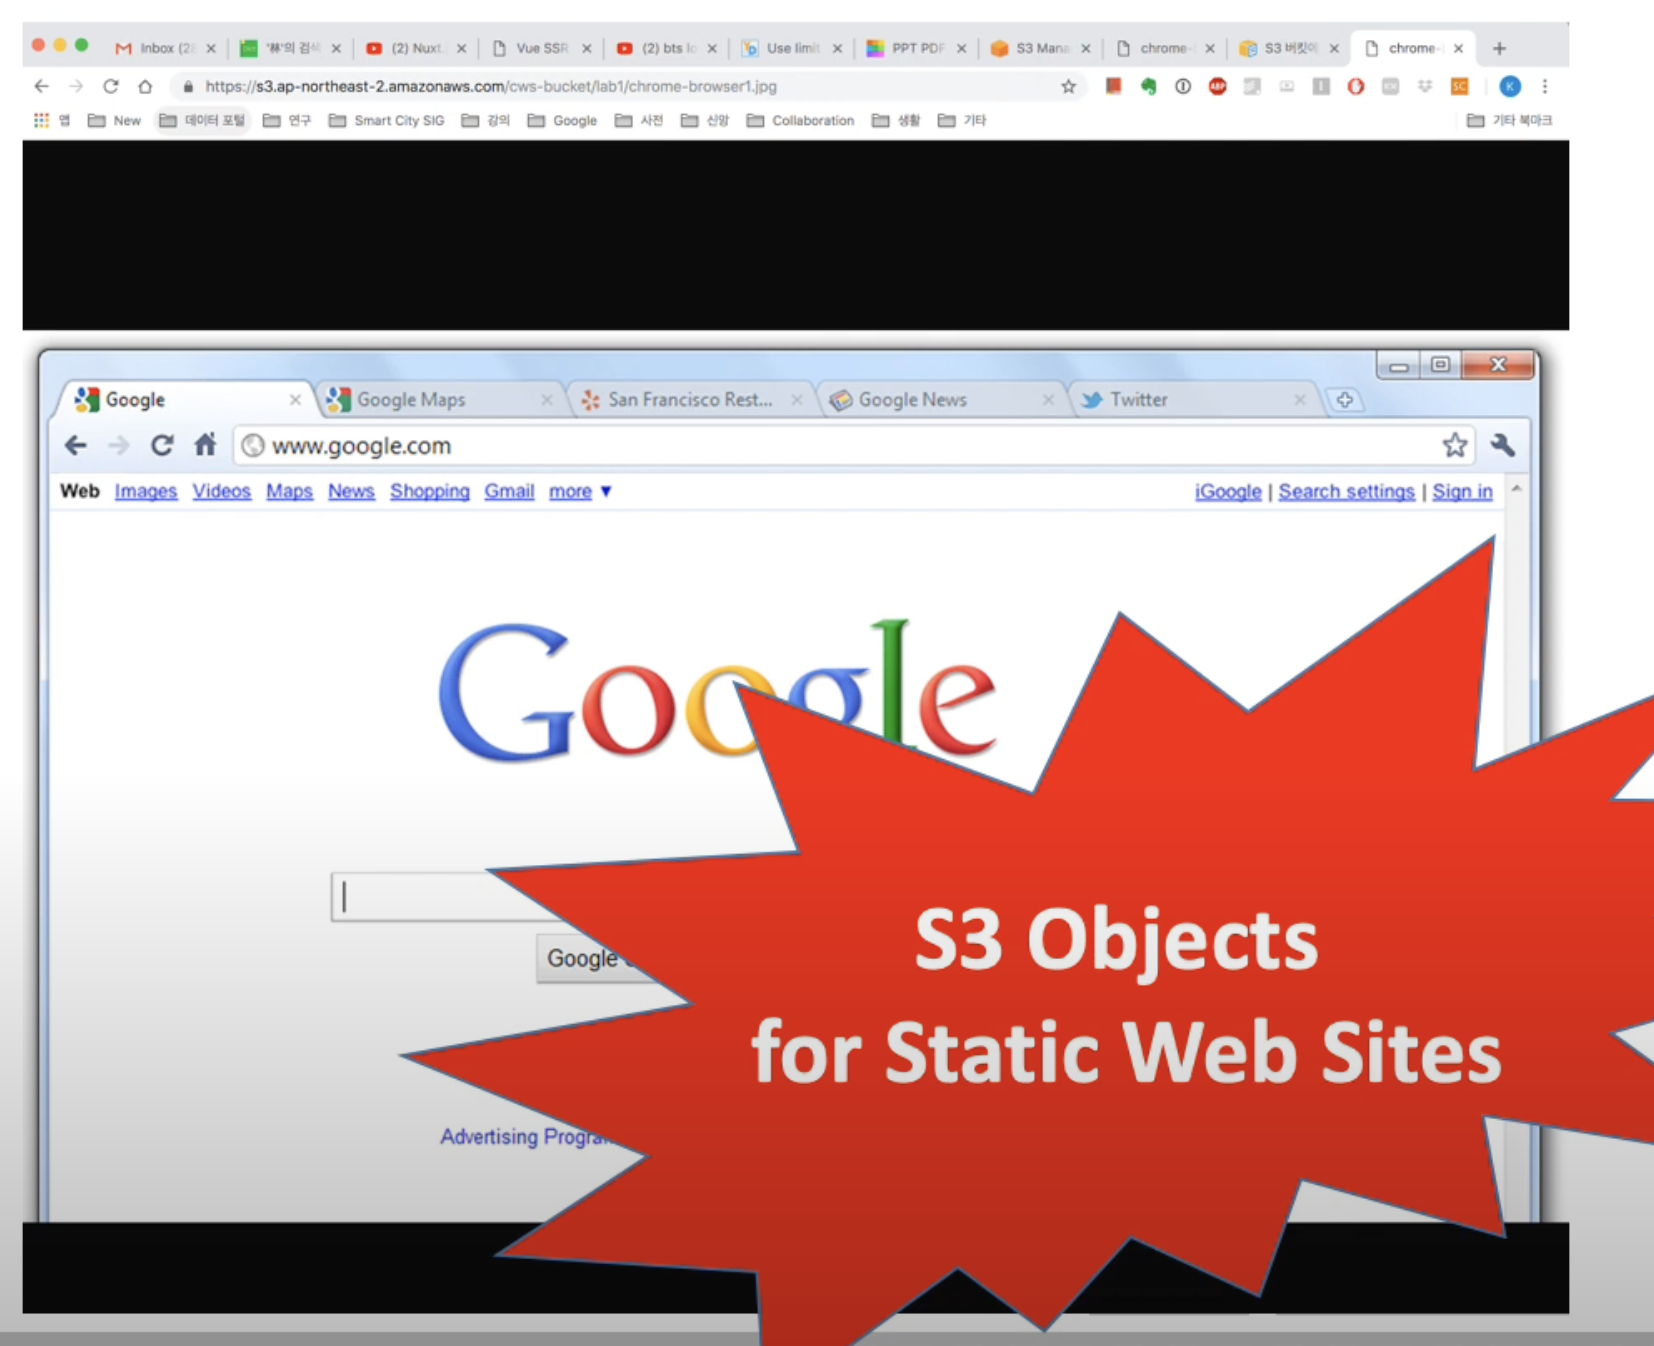 Inbox (2 '林'의 검색 (2) Nuxt. Vue SSR (2) bts lo Use limit PPT PDF S3 Mana chrome- S3 버킷에 chrome-
https://s3.ap-northeast-2.amazonaws.com/cws-bucket/lab1/chrome-browser1.jpg
앱 New 데이터 포털 연구 Smart City SIG 강의 Google 사전 신앙 Collaboration 생활 기타 기타 북마크
Google Google Maps San Francisco Rest... Google News Twitter
www.google.com
Web Images Videos Maps News Shopping Gmail more ▼ iGoogle | Search settings | Sign in
Google
Google
Advertising Progra
S3 Objects
for Static Web Sites